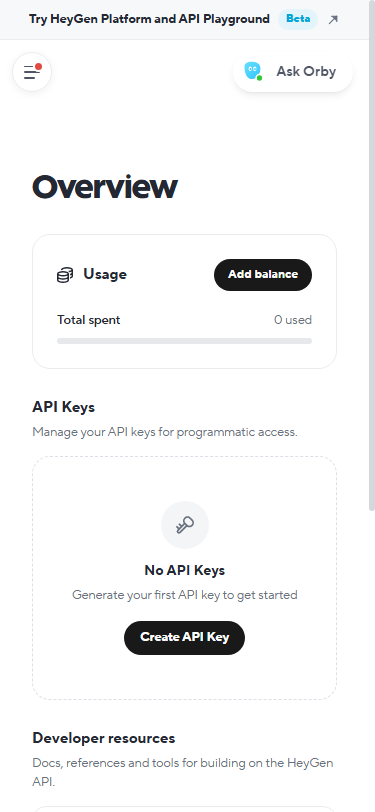 Try HeyGen Platform and API Playground Beta
Ask Orby
Overview
Usage
Add balance
Total spent
0 used
API Keys
Manage your API keys for programmatic access.
No API Keys
Generate your first API key to get started
Create API Key
Developer resources
Docs, references and tools for building on the HeyGen
API.